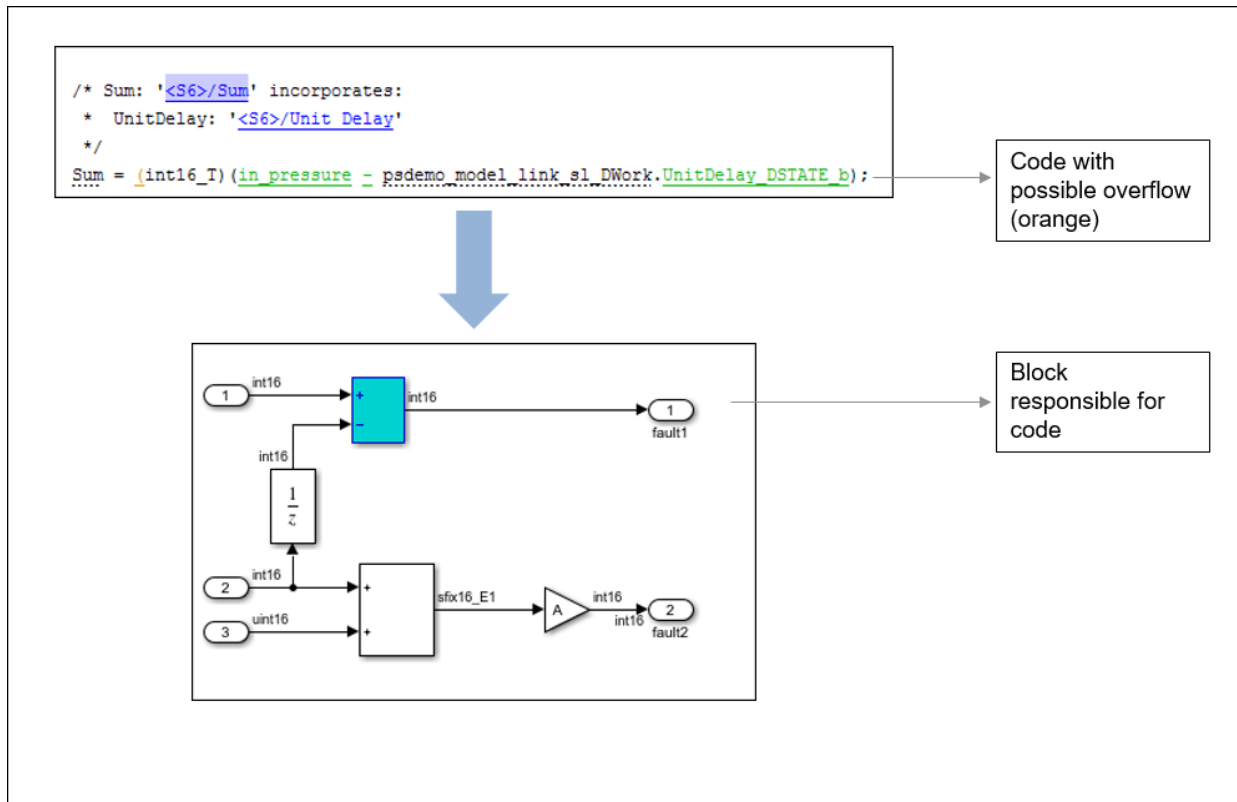 /* Sum: '<S6>/Sum' incorporates:
 *  UnitDelay: '<S6>/Unit Delay'
 */
Sum = (int16_T)(in_pressure - psdemo_model_link_sl_DWork.UnitDelay_DSTATE_b);
Code with
possible overflow
(orange)
Block
responsible for
code
1
int16
+
−
int16
1
fault1
int16
1
z
2
int16
3
uint16
+
+
sfix16_E1
A
int16
int16
2
fault2